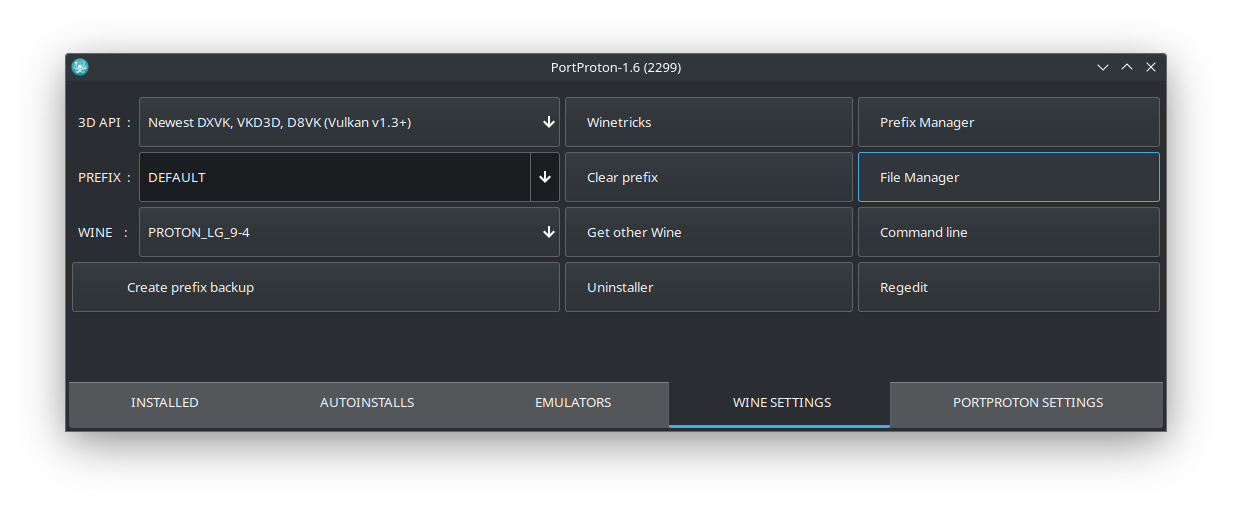 PortProton-1.6 (2299)
3D API : Newest DXVK, VKD3D, D8VK (Vulkan v1.3+) Winetricks Prefix Manager
PREFIX : DEFAULT Clear prefix File Manager
WINE : PROTON_LG_9-4 Get other Wine Command line
Create prefix backup Uninstaller Regedit
INSTALLED AUTOINSTALLS EMULATORS WINE SETTINGS PORTPROTON SETTINGS